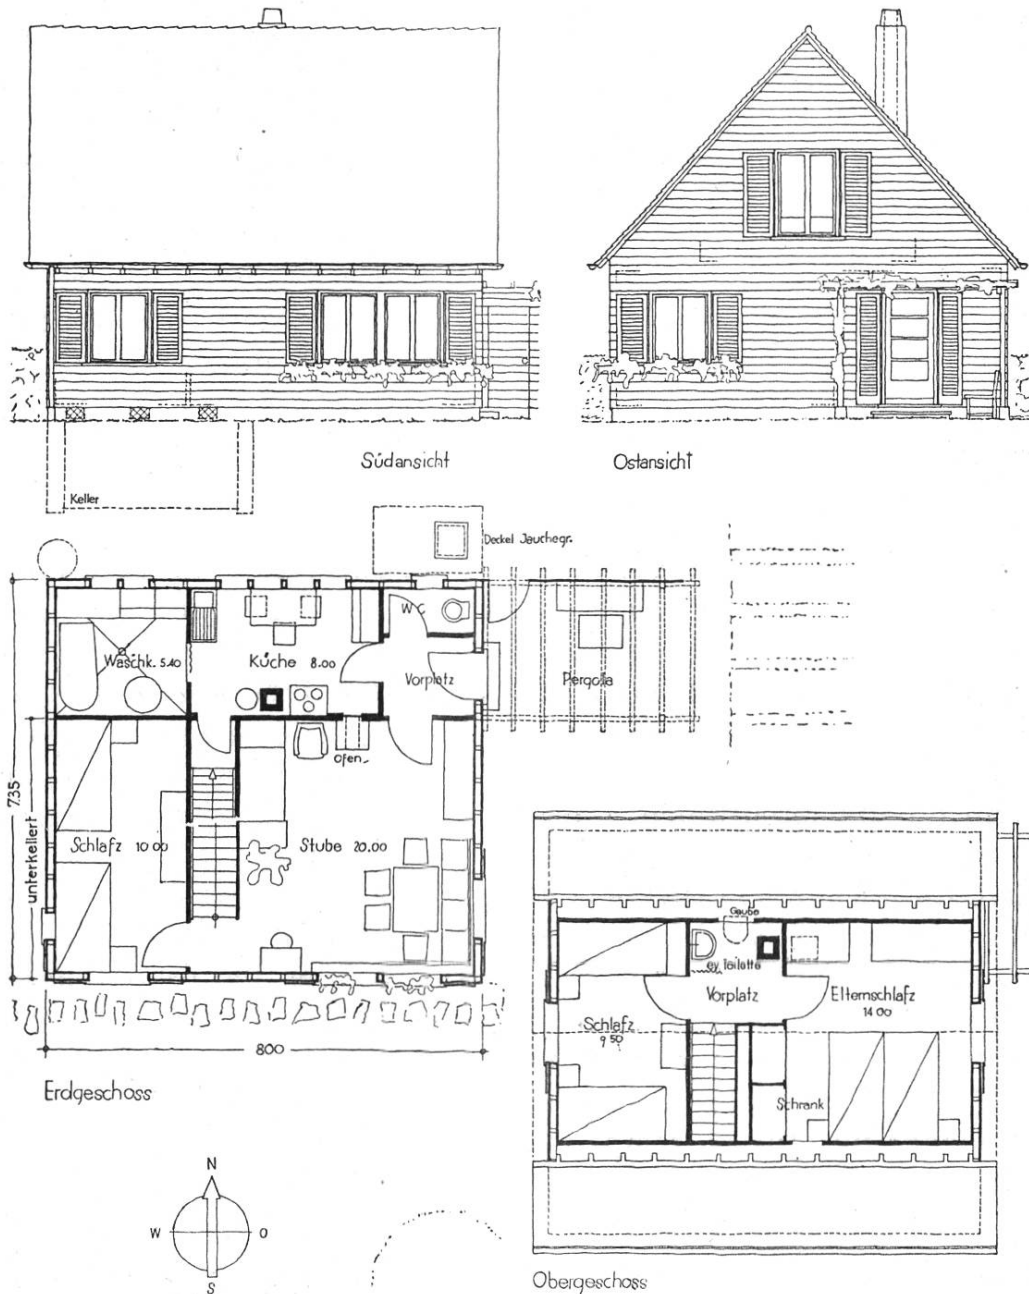 Südansicht
Ostansicht
Keller
Deckel Jauchegr.
W C
Waschk. 5.40
Küche 8.00
Vorplatz
Pergola
Ofen
735
unterkellert
Schlafz 10 00
Stube 20.00
800
Erdgeschoss
Gaube
ev. Toilette
Vorplatz
Elternschlafz
14 00
Schlafz
9 50
Schrank
N
W O
S
Obergeschoss